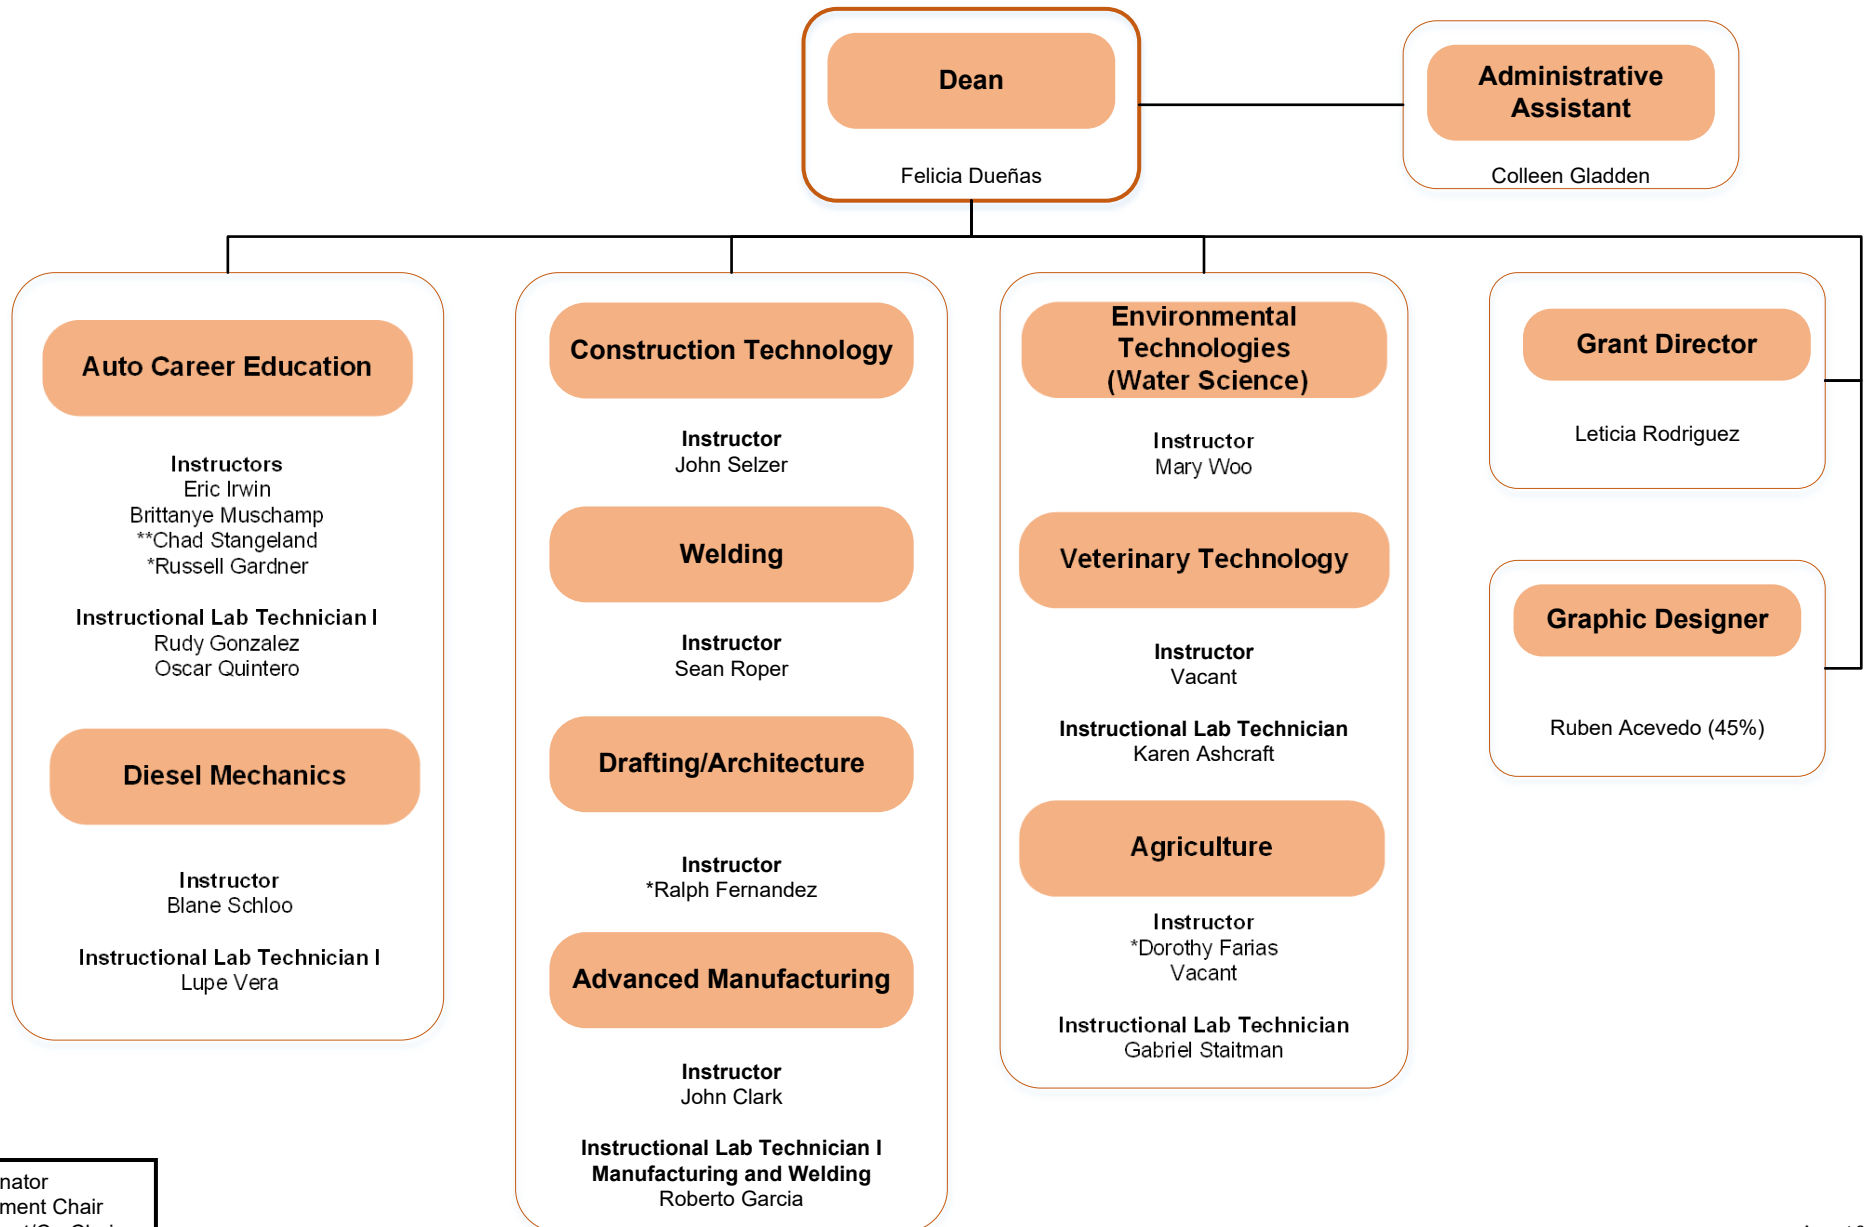 Dean
Felicia Dueñas
Administrative
Assistant
Colleen Gladden
Auto Career Education
Instructors
Eric Irwin
Brittanye Muschamp
**Chad Stangeland
*Russell Gardner
Instructional Lab Technician I
Rudy Gonzalez
Oscar Quintero
Diesel Mechanics
Instructor
Blane Schloo
Instructional Lab Technician I
Lupe Vera
Construction Technology
Instructor
John Selzer
Welding
Instructor
Sean Roper
Drafting/Architecture
Instructor
*Ralph Fernandez
Advanced Manufacturing
Instructor
John Clark
Instructional Lab Technician I
Manufacturing and Welding
Roberto Garcia
Environmental
Technologies
(Water Science)
Instructor
Mary Woo
Veterinary Technology
Instructor
Vacant
Instructional Lab Technician
Karen Ashcraft
Agriculture
Instructor
*Dorothy Farias
Vacant
Instructional Lab Technician
Gabriel Staitman
Grant Director
Leticia Rodriguez
Graphic Designer
Ruben Acevedo (45%)
nator
ment Chair